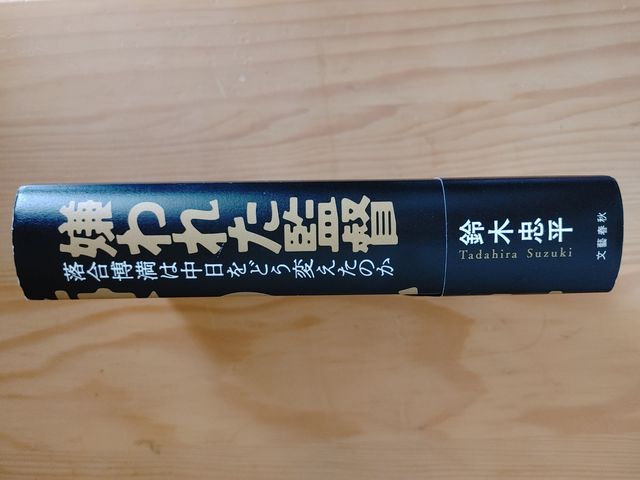 嫌われた監督
落合博満は中日をどう変えたのか
鈴木忠平
Tadahira Suzuki
文藝春秋